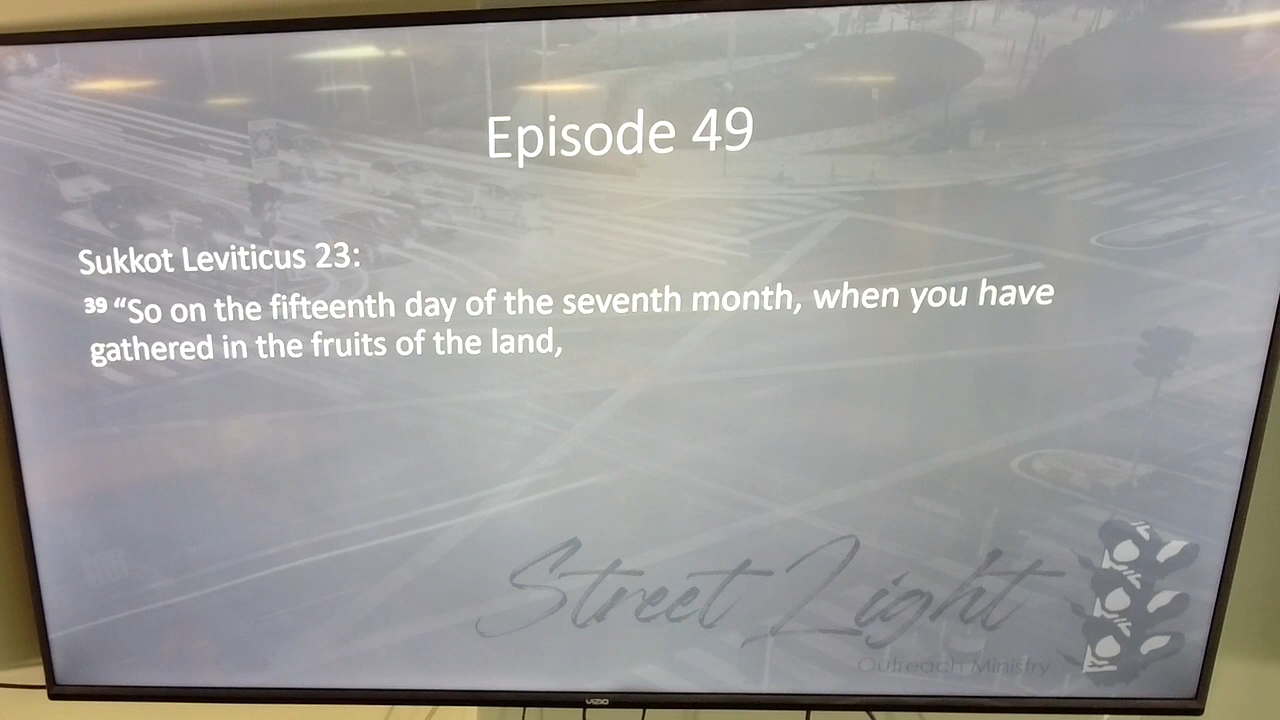 Episode 49
Sukkot Leviticus 23:
39 “So on the fifteenth day of the seventh month, when you have
gathered in the fruits of the land,
Street Light
Outreach Ministry
VIZIO